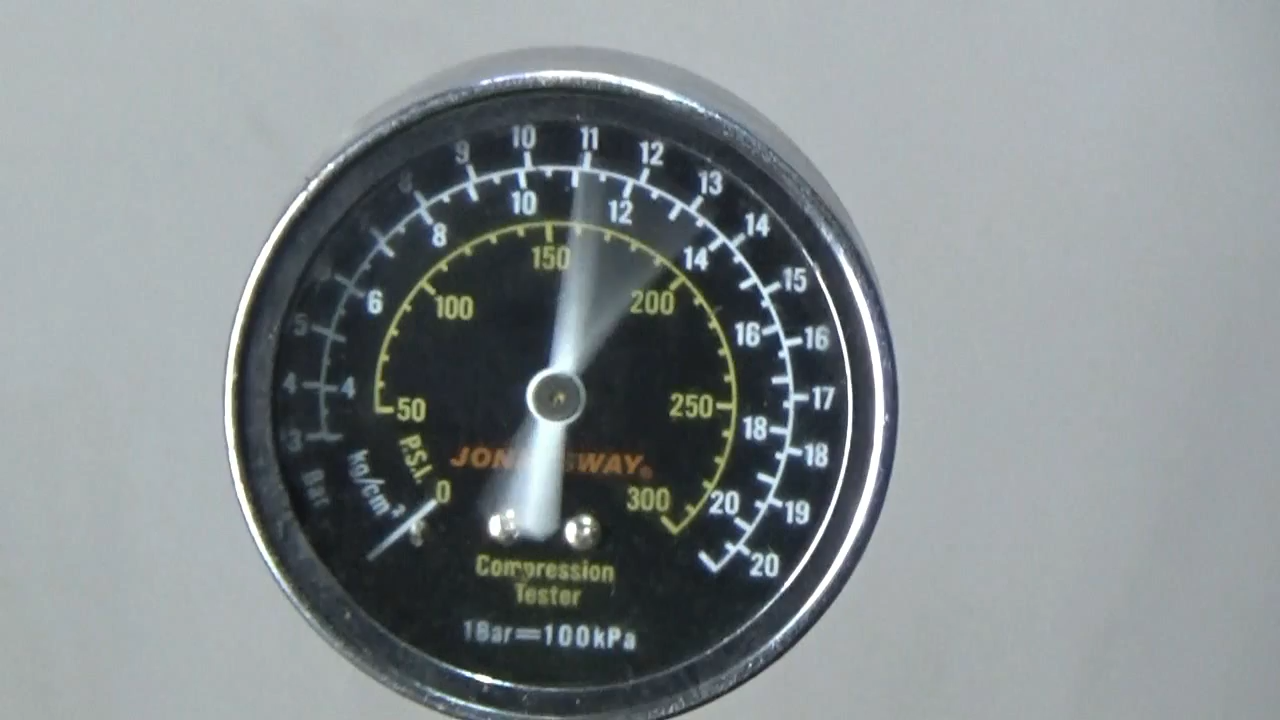 3 4 5 6 8 9 10 11 12 13 14 15 16 17 18 19 20
4 6 8 10 12 14 16 18 20
0 50 100 150 200 250 300
Bar
kg/cm²
P.S.I.
Compression
Tester
1Bar=100kPa